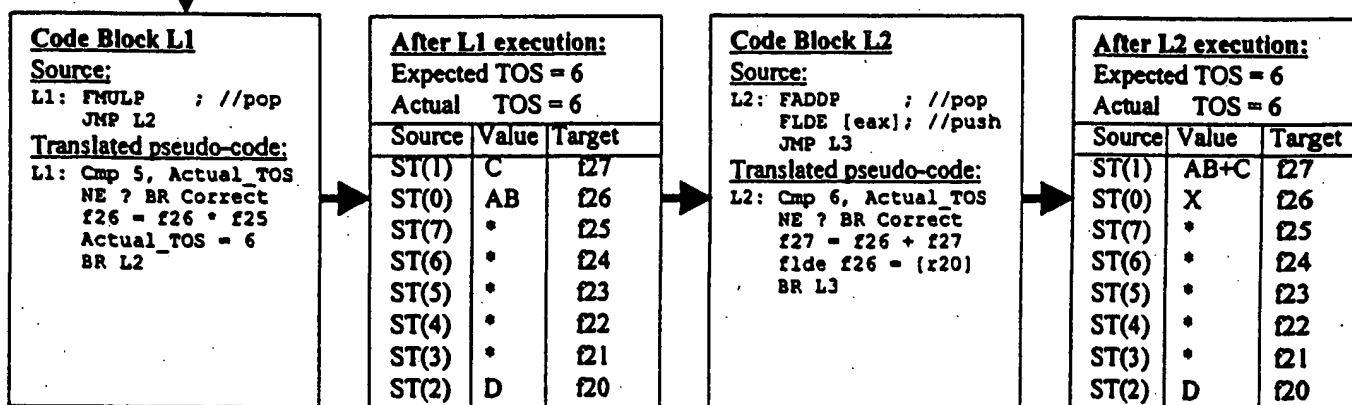 Code Block L1
Source:
L1: FMULP ; //pop
JMP L2
Translated pseudo-code:
L1: Cmp 5, Actual_TOS
NE ? BR Correct
f26 = f26 * f25
Actual_TOS = 6
BR L2
After L1 execution:
Expected TOS = 6
Actual TOS = 6
Source Value Target
ST(1) C f27
ST(0) AB f26
ST(7) * f25
ST(6) * f24
ST(5) * f23
ST(4) * f22
ST(3) * f21
ST(2) D f20
Code Block L2
Source:
L2: FADDP ; //pop
FLDE [eax]; //push
JMP L3
Translated pseudo-code:
L2: Cmp 6, Actual_TOS
NE ? BR Correct
f27 = f26 + f27
flde f26 = [r20]
BR L3
After L2 execution:
Expected TOS = 6
Actual TOS = 6
Source Value Target
ST(1) AB+C f27
ST(0) X f26
ST(7) * f25
ST(6) * f24
ST(5) * f23
ST(4) * f22
ST(3) * f21
ST(2) D f20